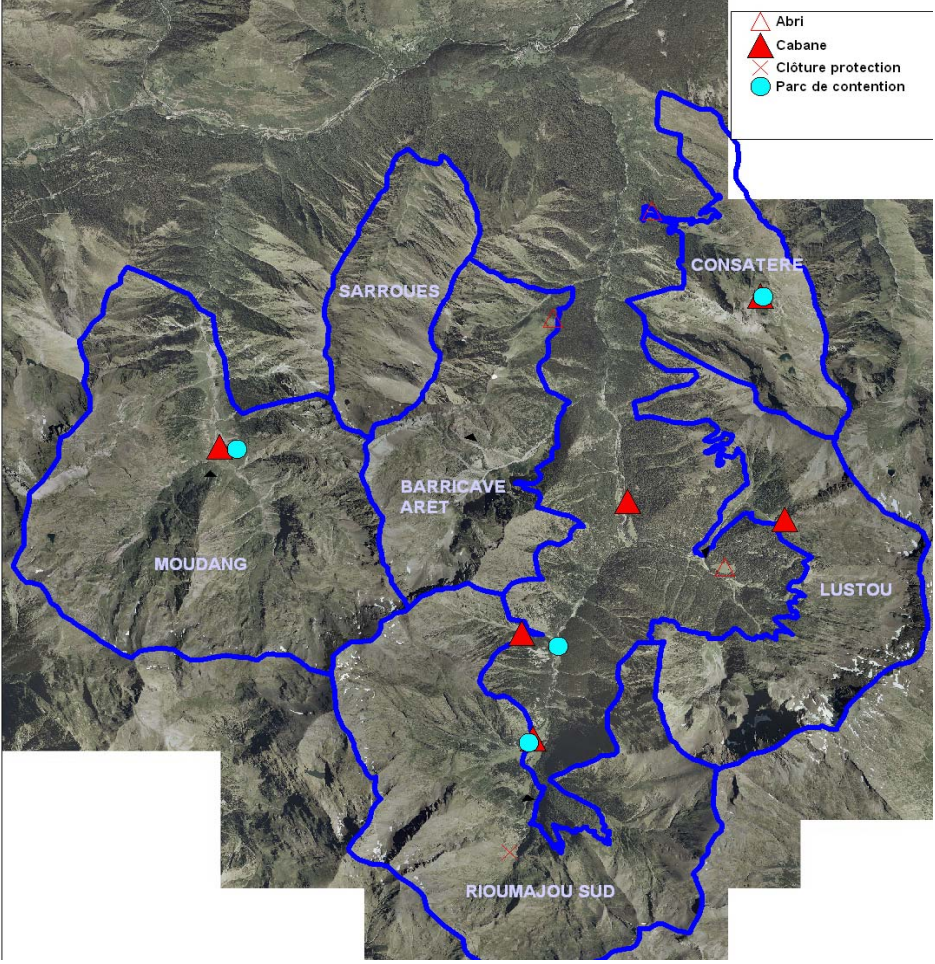 Abri
Cabane
Clôture protection
Parc de contention
CONSATERE
SARROUES
BARRICAVE
ARET
MOUDANG
LUSTOU
RIOUMAJOU SUD